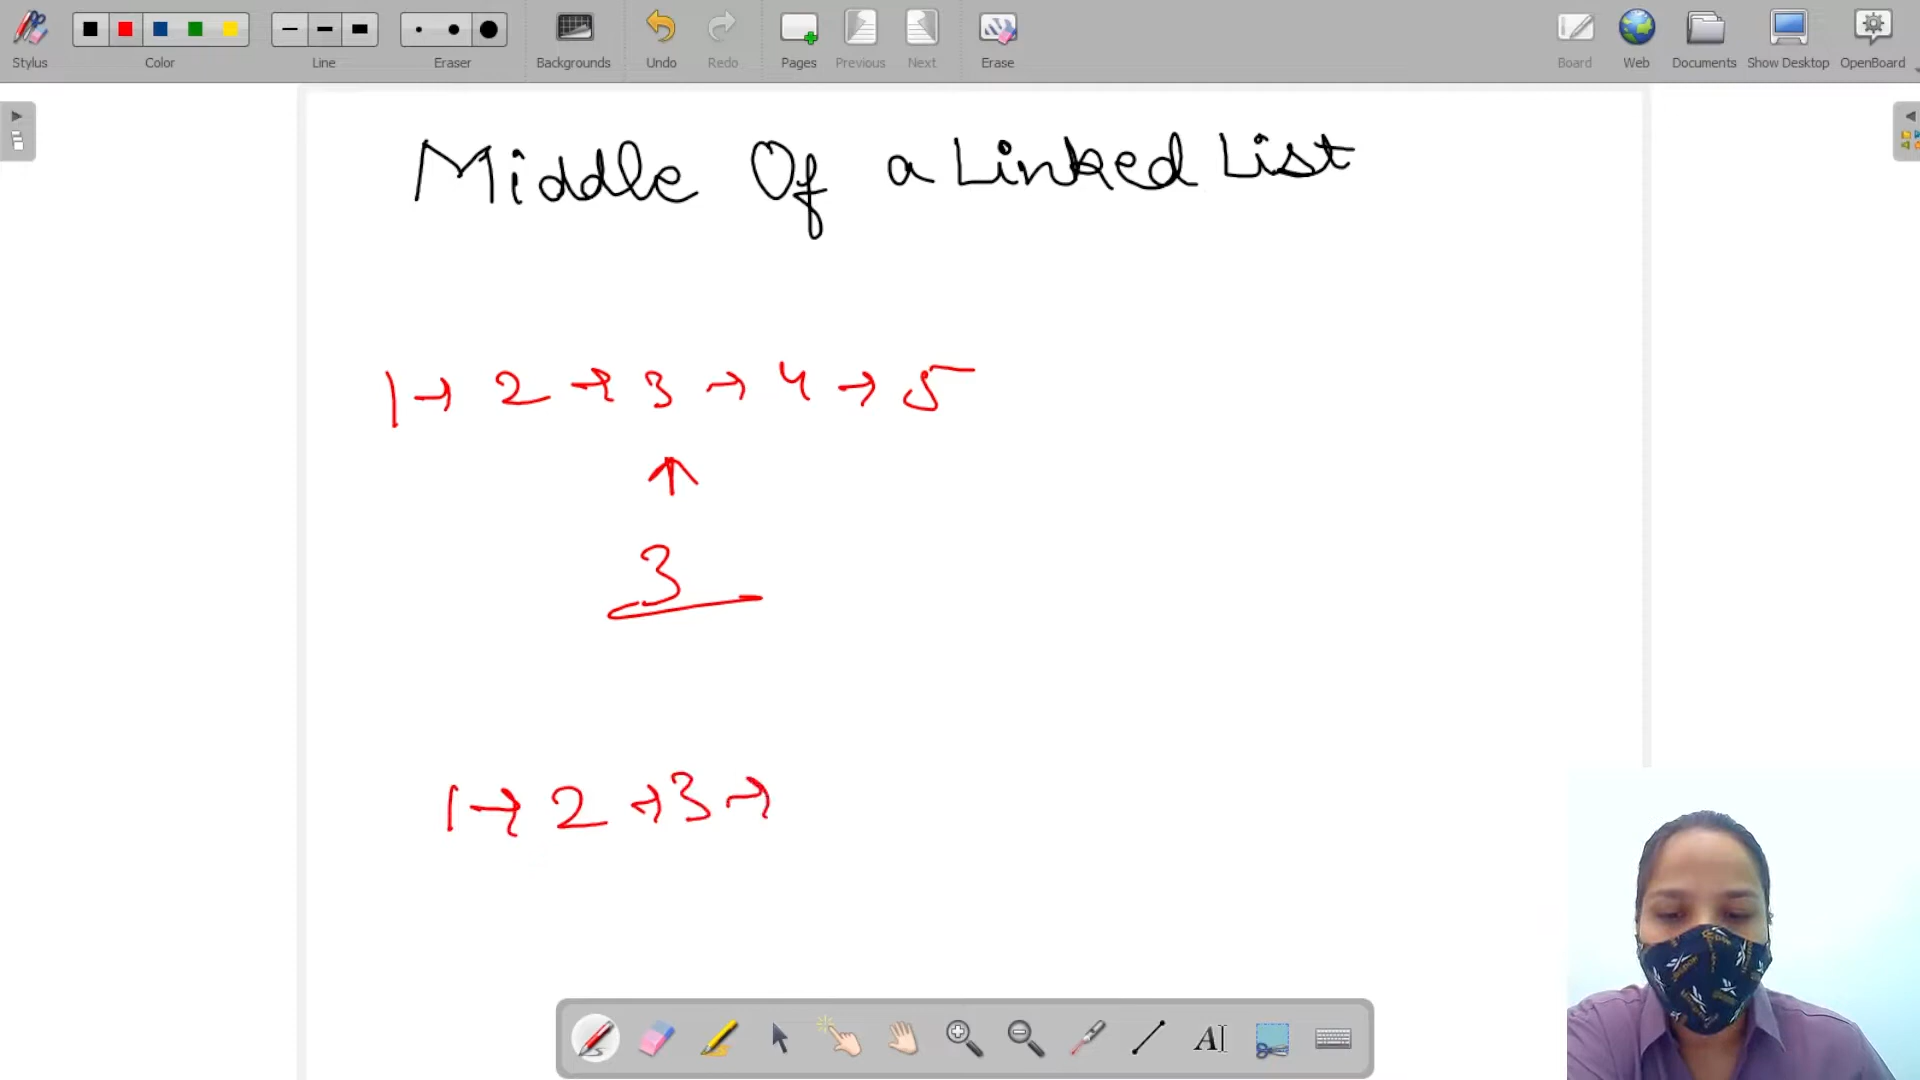 Stylus Color Line Eraser Backgrounds Undo Redo Pages Previous Next Erase Board Web Documents Show Desktop OpenBoard
Middle Of a Linked List
1 → 2 → 3 → 4 → 5
↑
3
1 → 2 → 3 →
AI